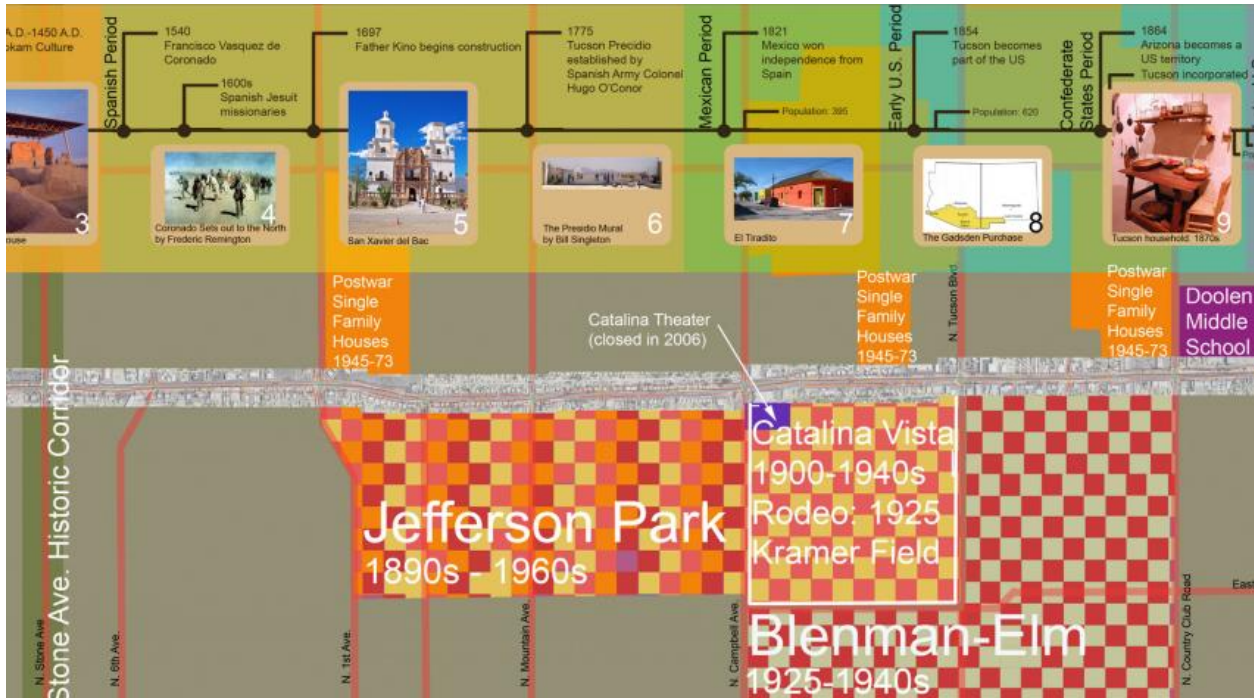 A.D.-1450 A.D.
okam Culture
Spanish Period
1540
Francisco Vasquez de
Coronado
1600s
Spanish Jesuit
missionaries
1697
Father Kino begins construction
1775
Tucson Precidio
established by
Spanish Army Colonel
Hugo O'Conor
Mexican Period
1821
Mexico won
independence from
Spain
Population: 395
Early U.S. Period
1854
Tucson becomes
part of the US
Population: 620
Confederate
States Period
1864
Arizona becomes a
US territory
Tucson incorporated
3
ouse
4
Coronado Sets out to the North
by Frederic Remington
5
San Xavier del Bac
6
The Presidio Mural
by Bill Singleton
7
El Tiradito
8
The Gadsden Purchase
9
Tucson household, 1870s
Postwar
Single
Family
Houses
1945-73
Catalina Theater
(closed in 2006)
Postwar
Single
Family
Houses
1945-73
N. Tucson Blvd
Postwar
Single
Family
Houses
1945-73
Doolen
Middle
School
Stone Ave. Historic Corridor
Jefferson Park
1890s - 1960s
Catalina Vista
1900-1940s
Rodeo: 1925
Kramer Field
Blenman-Elm
1925-1940s
East
N. Stone Ave.
N. 6th Ave.
N. 1st Ave.
N. Mountain Ave.
N. Campbell Ave.
N. Country Club Road